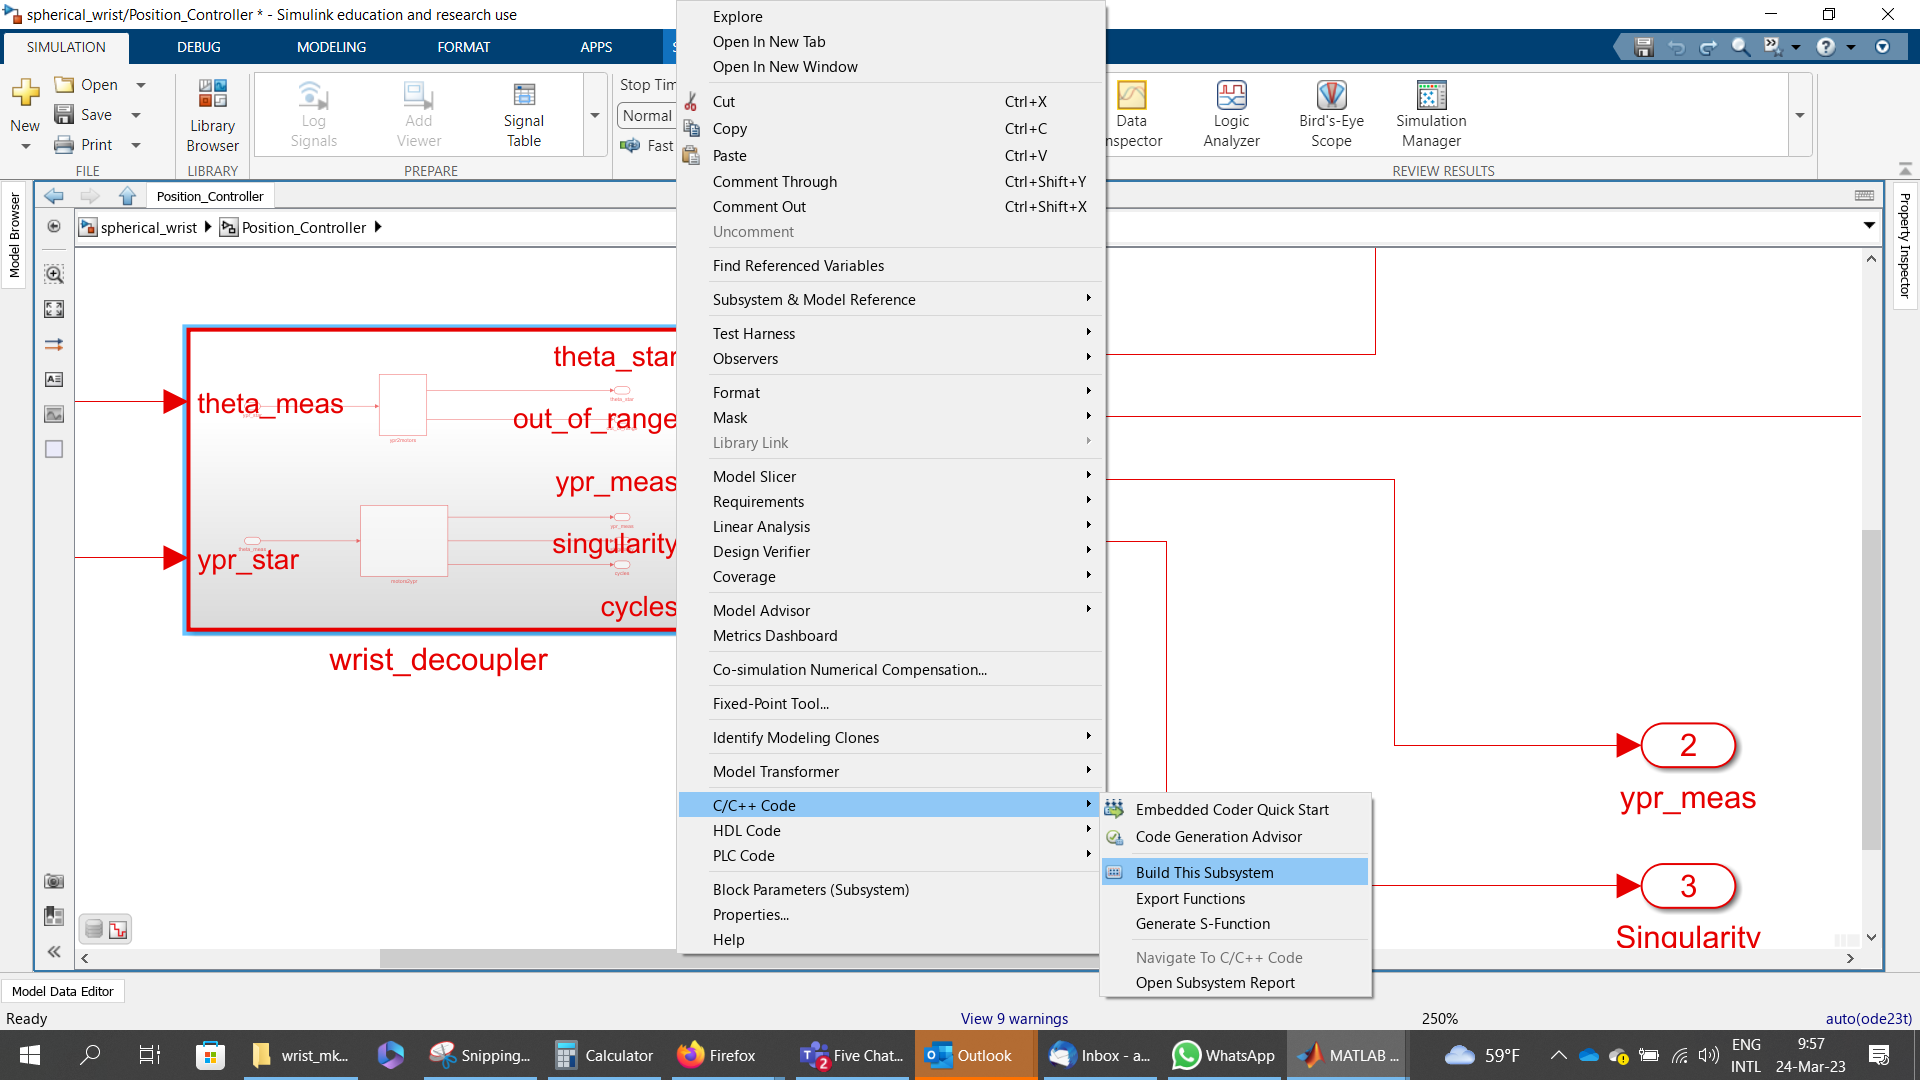 spherical_wrist/Position_Controller * - Simulink education and research use
SIMULATION
DEBUG
MODELING
FORMAT
APPS
S
New
Open
Save
Print
FILE
Library
Browser
LIBRARY
Log
Signals
Add
Viewer
Signal
Table
PREPARE
Stop Tim
Normal
Fast
Data
nspector
Logic
Analyzer
Bird's-Eye
Scope
Simulation
Manager
REVIEW RESULTS
Model Browser
Property Inspector
Position_Controller
spherical_wrist
Position_Controller
theta_meas
ypr_star
theta_star
out_of_range
ypr_meas
singularity
cycles
wrist_decoupler
2
ypr_meas
3
Singularity
Explore
Open In New Tab
Open In New Window
Cut Ctrl+X
Copy Ctrl+C
Paste Ctrl+V
Comment Through Ctrl+Shift+Y
Comment Out Ctrl+Shift+X
Uncomment
Find Referenced Variables
Subsystem & Model Reference
Test Harness
Observers
Format
Mask
Library Link
Model Slicer
Requirements
Linear Analysis
Design Verifier
Coverage
Model Advisor
Metrics Dashboard
Co-simulation Numerical Compensation...
Fixed-Point Tool...
Identify Modeling Clones
Model Transformer
C/C++ Code
HDL Code
PLC Code
Block Parameters (Subsystem)
Properties...
Help
Embedded Coder Quick Start
Code Generation Advisor
Build This Subsystem
Export Functions
Generate S-Function
Navigate To C/C++ Code
Open Subsystem Report
Model Data Editor
Ready
View 9 warnings
250%
auto(ode23t)
wrist_mk...
Snipping...
Calculator
Firefox
2
Five Chat...
Outlook
Inbox - a...
WhatsApp
MATLAB ...
59°F
ENG
INTL
9:57
24-Mar-23